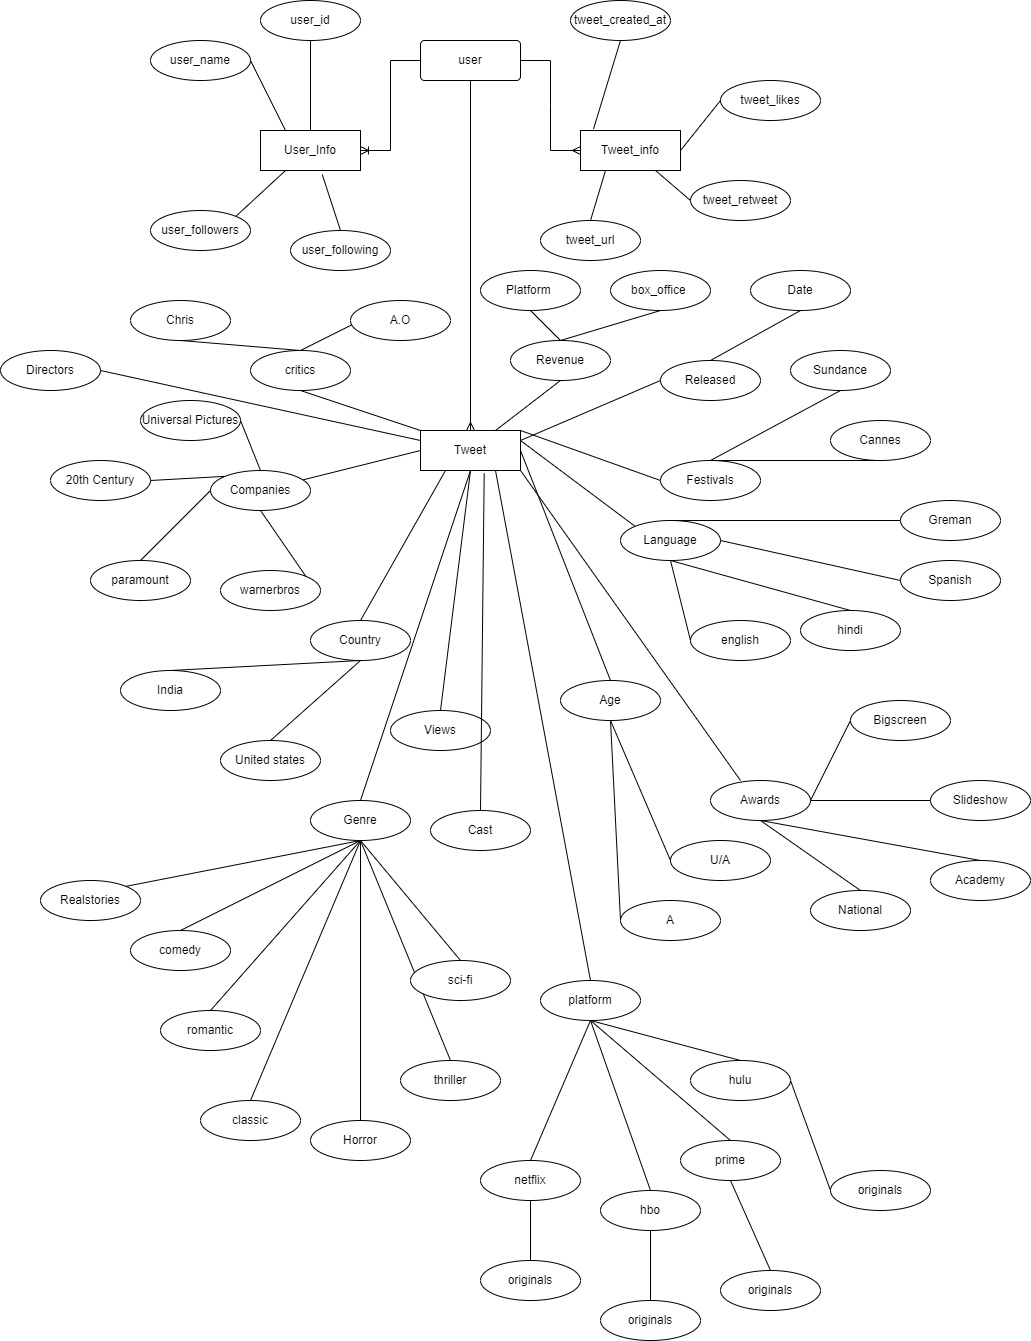 user_id
tweet_created_at
user_name
user
tweet_likes
User_Info
Tweet_info
tweet_retweet
user_followers
user_following
tweet_url
Platform
box_office
Date
Chris
A.O
Directors
critics
Revenue
Released
Sundance
Universal Pictures
Cannes
Tweet
20th Century
Companies
Festivals
Greman
Language
paramount
warnerbros
Spanish
Country
english
hindi
India
Age
Views
Bigscreen
United states
Genre
Cast
Awards
Slideshow
U/A
Academy
Realstories
National
A
comedy
sci-fi
platform
romantic
thriller
hulu
classic
Horror
prime
netflix
originals
hbo
originals
originals
originals